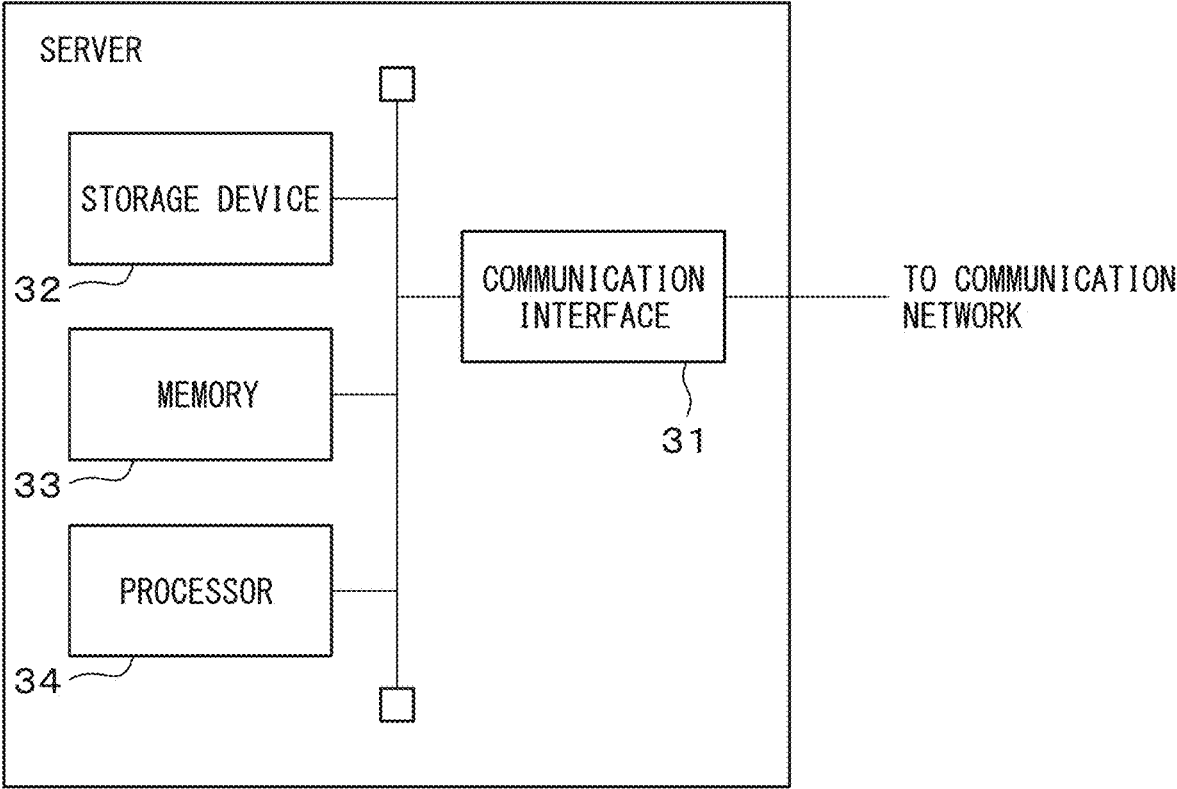 SERVER
STORAGE DEVICE
32
COMMUNICATION
INTERFACE
31
TO COMMUNICATION
NETWORK
MEMORY
33
PROCESSOR
34